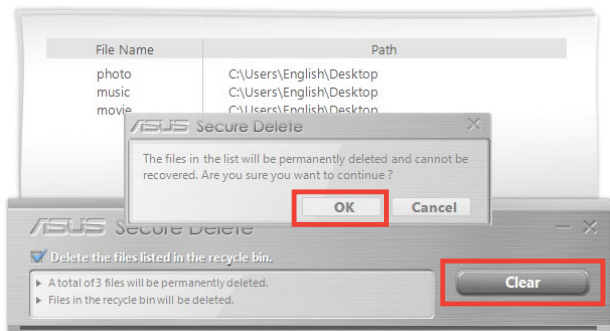 File Name Path
photo C:\Users\English\Desktop
music C:\Users\English\Desktop
movie C:\Users\English\Desktop
ASUS Secure Delete
The files in the list will be permanently deleted and cannot be
recovered. Are you sure you want to continue ?
OK Cancel
ASUS Secure Delete
Delete the files listed in the recycle bin.
A total of 3 files will be permanently deleted.
Files in the recycle bin will be deleted.
Clear